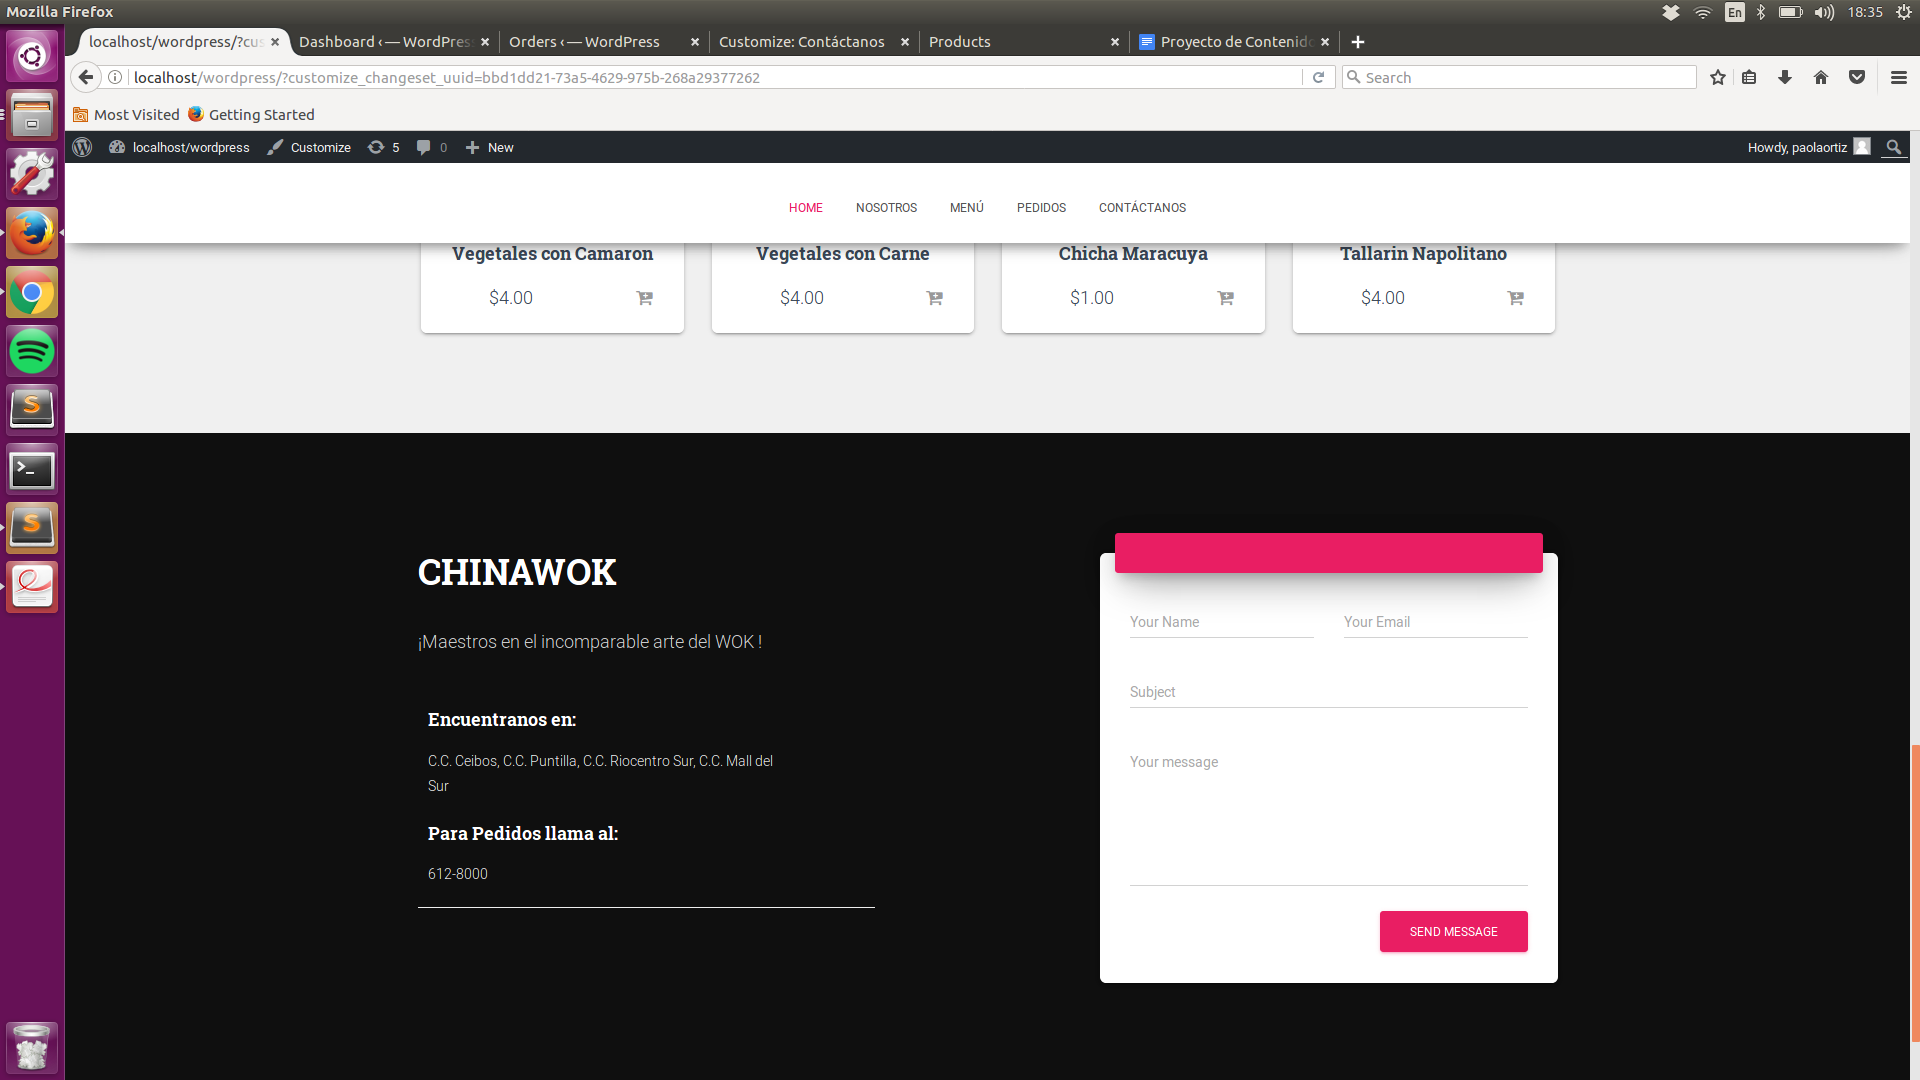 Mozilla Firefox
En
18:35
localhost/wordpress/?cus
Dashboard ‹ — WordPres
Orders ‹ — WordPress
Customize: Contáctanos
Products
Proyecto de Contenido
localhost/wordpress/?customize_changeset_uuid=bbd1dd21-73a5-4629-975b-268a29377262
Search
Most Visited
Getting Started
localhost/wordpress
Customize
5
0
New
Howdy, paolaortiz
HOME
NOSOTROS
MENÚ
PEDIDOS
CONTÁCTANOS
Vegetales con Camaron
Vegetales con Carne
Chicha Maracuya
Tallarin Napolitano
$4.00
$4.00
$1.00
$4.00
CHINAWOK
¡Maestros en el incomparable arte del WOK !
Encuentranos en:
C.C. Ceibos, C.C. Puntilla, C.C. Riocentro Sur, C.C. Mall del
Sur
Para Pedidos llama al:
612-8000
Your Name
Your Email
Subject
Your message
SEND MESSAGE